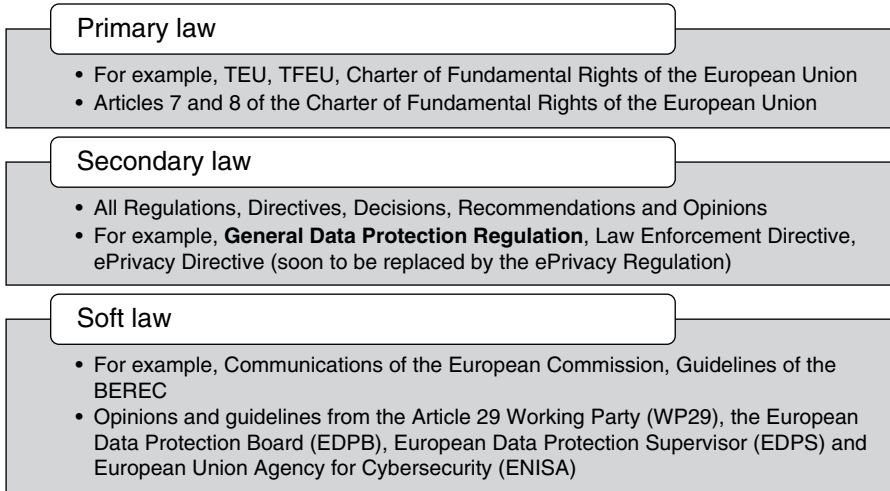 Primary law
• For example, TEU, TFEU, Charter of Fundamental Rights of the European Union
• Articles 7 and 8 of the Charter of Fundamental Rights of the European Union
Secondary law
• All Regulations, Directives, Decisions, Recommendations and Opinions
• For example, General Data Protection Regulation, Law Enforcement Directive,
ePrivacy Directive (soon to be replaced by the ePrivacy Regulation)
Soft law
• For example, Communications of the European Commission, Guidelines of the
BEREC
• Opinions and guidelines from the Article 29 Working Party (WP29), the European
Data Protection Board (EDPB), European Data Protection Supervisor (EDPS) and
European Union Agency for Cybersecurity (ENISA)